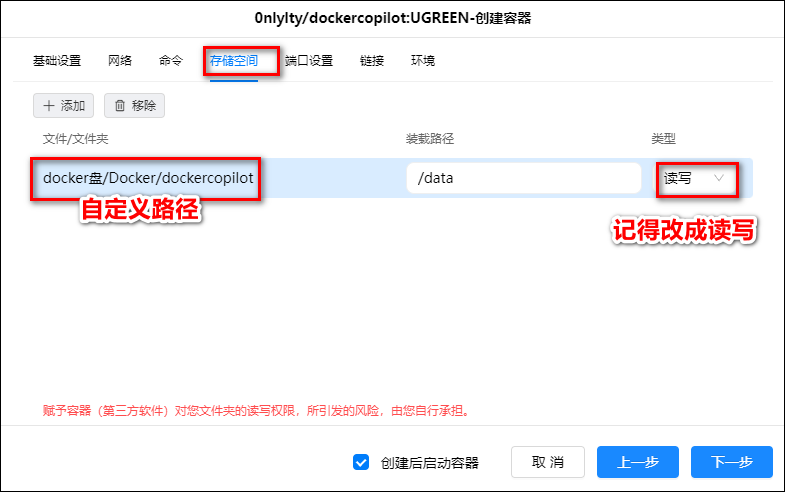 0nlylty/dockercopilot:UGREEN-创建容器
基础设置 网络 命令 存储空间 端口设置 链接 环境
添加 移除
文件/文件夹 装载路径 类型
docker盘/Docker/dockercopilot /data 读写
自定义路径
记得改成读写
赋予容器（第三方软件）对您文件夹的读写权限，所引发的风险，由您自行承担。
创建后启动容器 取消 上一步 下一步